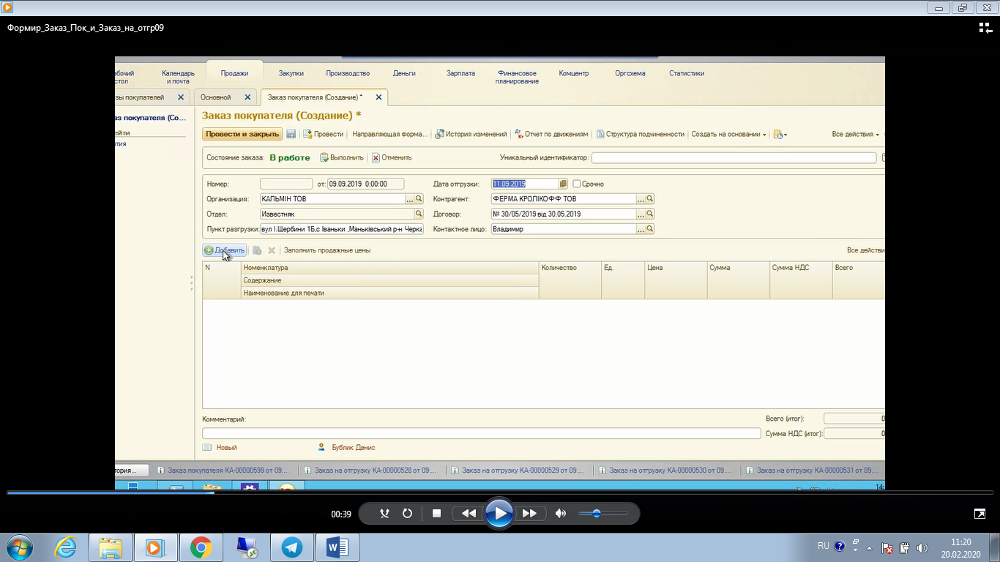 Формир_Заказ_Пок_и_Заказ_на_отгр09
абочий стол
Календарь и почта
Продажи
Закупки
Производство
Деньги
Зарплата
Финансовое планирование
Комцентр
Оргсхема
Статистики
зы покупателей
Основной
Заказ покупателя (Создание) *
аз покупателя (Со...
ейти
тия
Заказ покупателя (Создание) *
Провести и закрыть
Провести
Направляющая форма...
История изменений
Отчет по движениям
Структура подчиненности
Создать на основании
Все действия
Состояние заказа: В работе Выполнить Отменить Уникальный идентификатор:
Номер: от: 09.09.2019 0:00:00 Дата отгрузки: 11.09.2019 Срочно
Организация: КАЛЬМІН ТОВ Контрагент: ФЕРМА КРОЛІКОФФ ТОВ
Отдел: Известняк Договор: № 30/05/2019 від 30.05.2019
Пункт разгрузки: вул І.Щербини 1Б,с Іваньки ,Маньківський р-н Черка Контактное лицо: Владимир
Добавить Заполнить продажные цены Все действи
N Номенклатура Количество Ед. Цена Сумма Сумма НДС Всего
Содержание
Наименование для печати
Комментарий:
Всего (итог): 0
Сумма НДС (итог): 0
Новый Бублик Денис
тория...
Заказ покупателя КА-00000599 от 09....
Заказ на отгрузку КА-00000528 от 09....
Заказ на отгрузку КА-00000529 от 09....
Заказ на отгрузку КА-00000530 от 09....
Заказ на отгрузку КА-00000531 от 09....
14:
00:39
RU
11:20
20.02.2020